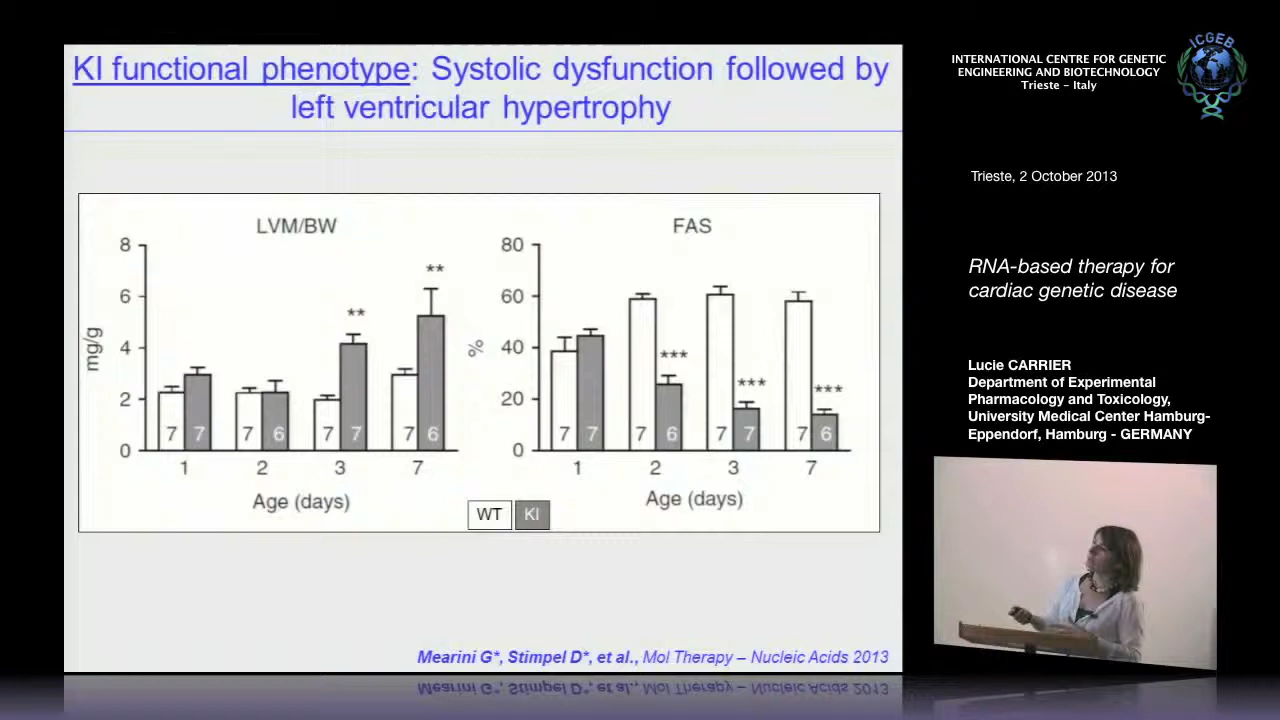 KI functional phenotype: Systolic dysfunction followed by
left ventricular hypertrophy
LVM/BW
8
6
4
2
0
mg/g
**
**
7 7 7 6 7 7 7 6
1 2 3 7
Age (days)
FAS
80
60
40
20
0
%
***
***
***
7 7 7 6 7 7 7 6
1 2 3 7
Age (days)
WT KI
Mearini G*, Stimpel D*, et al., Mol Therapy – Nucleic Acids 2013
ICGEB
INTERNATIONAL CENTRE FOR GENETIC
ENGINEERING AND BIOTECHNOLOGY
Trieste - Italy
Trieste, 2 October 2013
RNA-based therapy for
cardiac genetic disease
Lucie CARRIER
Department of Experimental
Pharmacology and Toxicology,
University Medical Center Hamburg-
Eppendorf, Hamburg - GERMANY